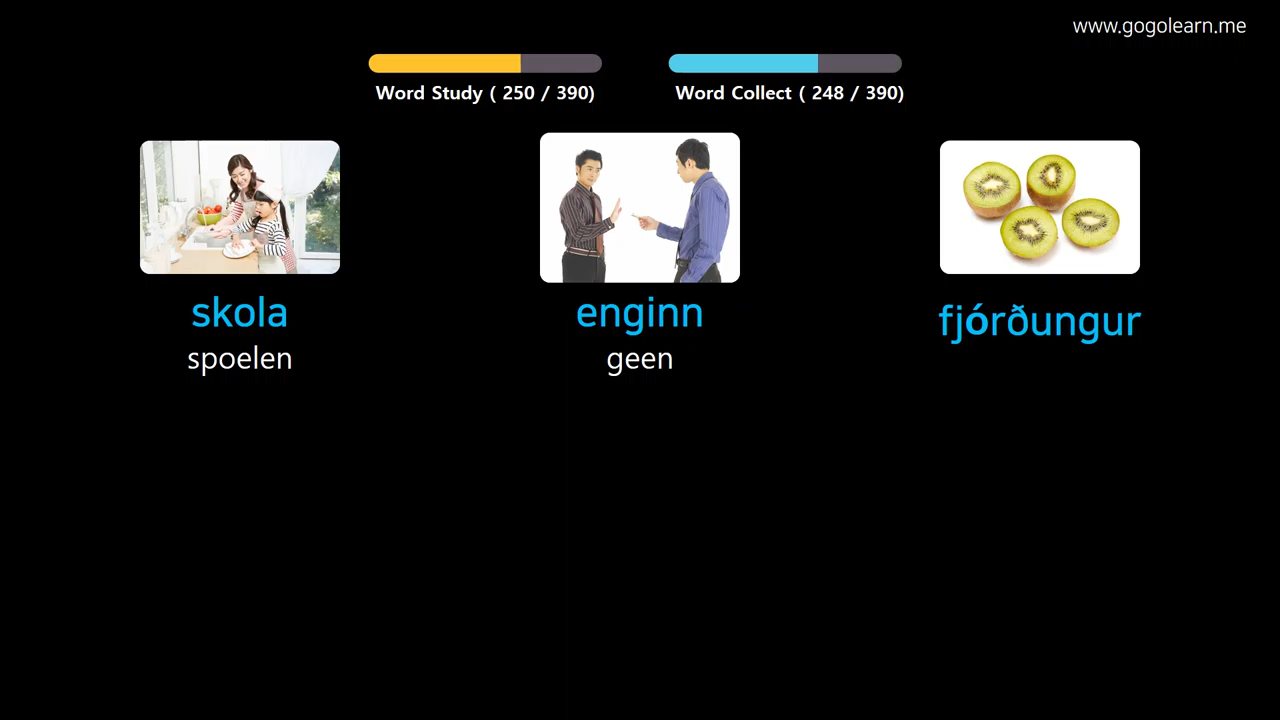 www.gogolearn.me
Word Study ( 250 / 390)
Word Collect ( 248 / 390)
skola
spoelen
enginn
geen
fjórðungur